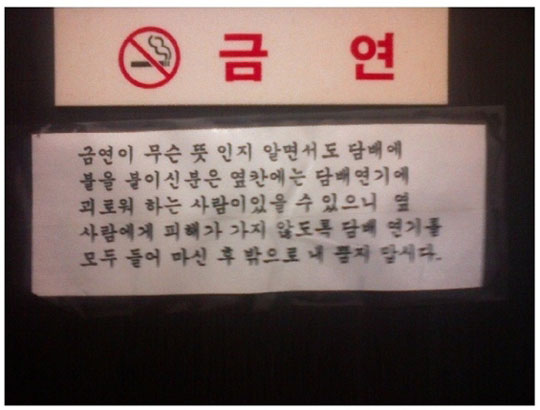 금연
금연이 무슨 뜻 인지 알면서도 담배에
불을 붙이신분은 옆칸에는 담배연기에
괴로워 하는 사람이있을 수 있으니 옆
사람에게 피해가 가지 않도록 담배 연기를
모두 들어 마신 후 밖으로 내 뿜지 맙시다.